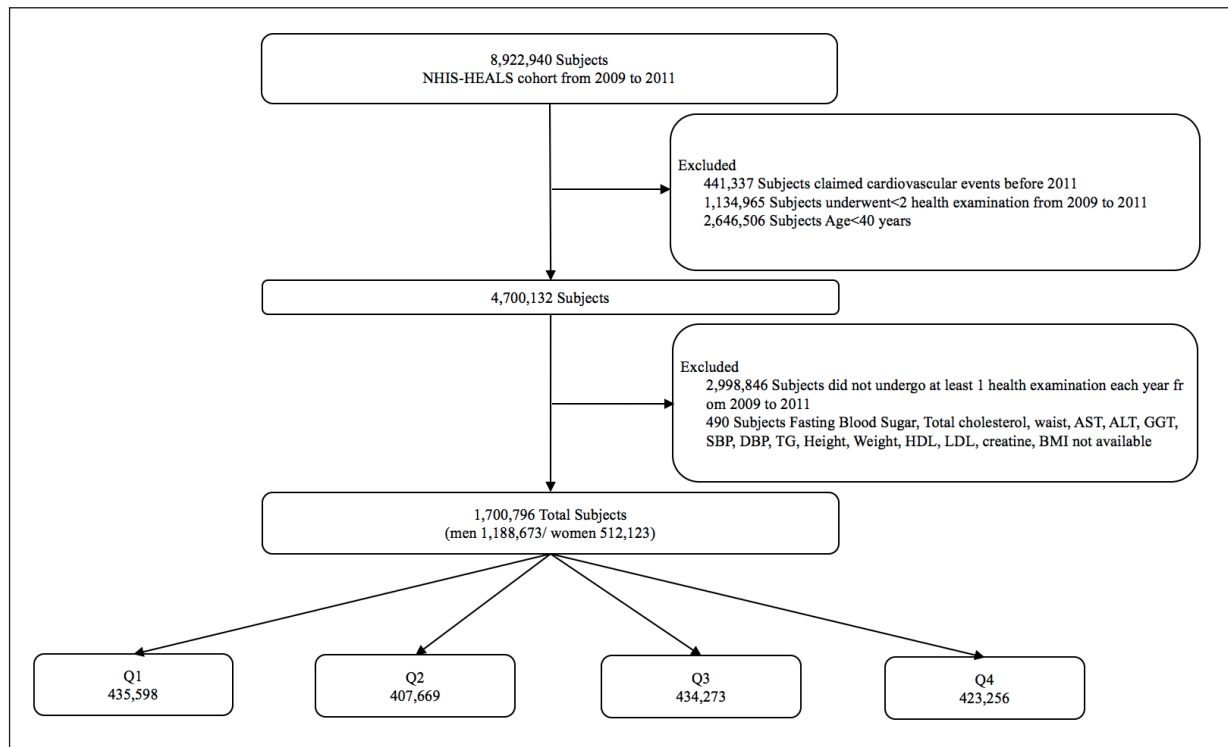 8,922,940 Subjects
NHIS-HEALS cohort from 2009 to 2011
Excluded
441,337 Subjects claimed cardiovascular events before 2011
1,134,965 Subjects underwent<2 health examination from 2009 to 2011
2,646,506 Subjects Age<40 years
4,700,132 Subjects
Excluded
2,998,846 Subjects did not undergo at least 1 health examination each year fr
om 2009 to 2011
490 Subjects Fasting Blood Sugar, Total cholesterol, waist, AST, ALT, GGT,
SBP, DBP, TG, Height, Weight, HDL, LDL, creatine, BMI not available
1,700,796 Total Subjects
(men 1,188,673/ women 512,123)
Q1
435,598
Q2
407,669
Q3
434,273
Q4
423,256